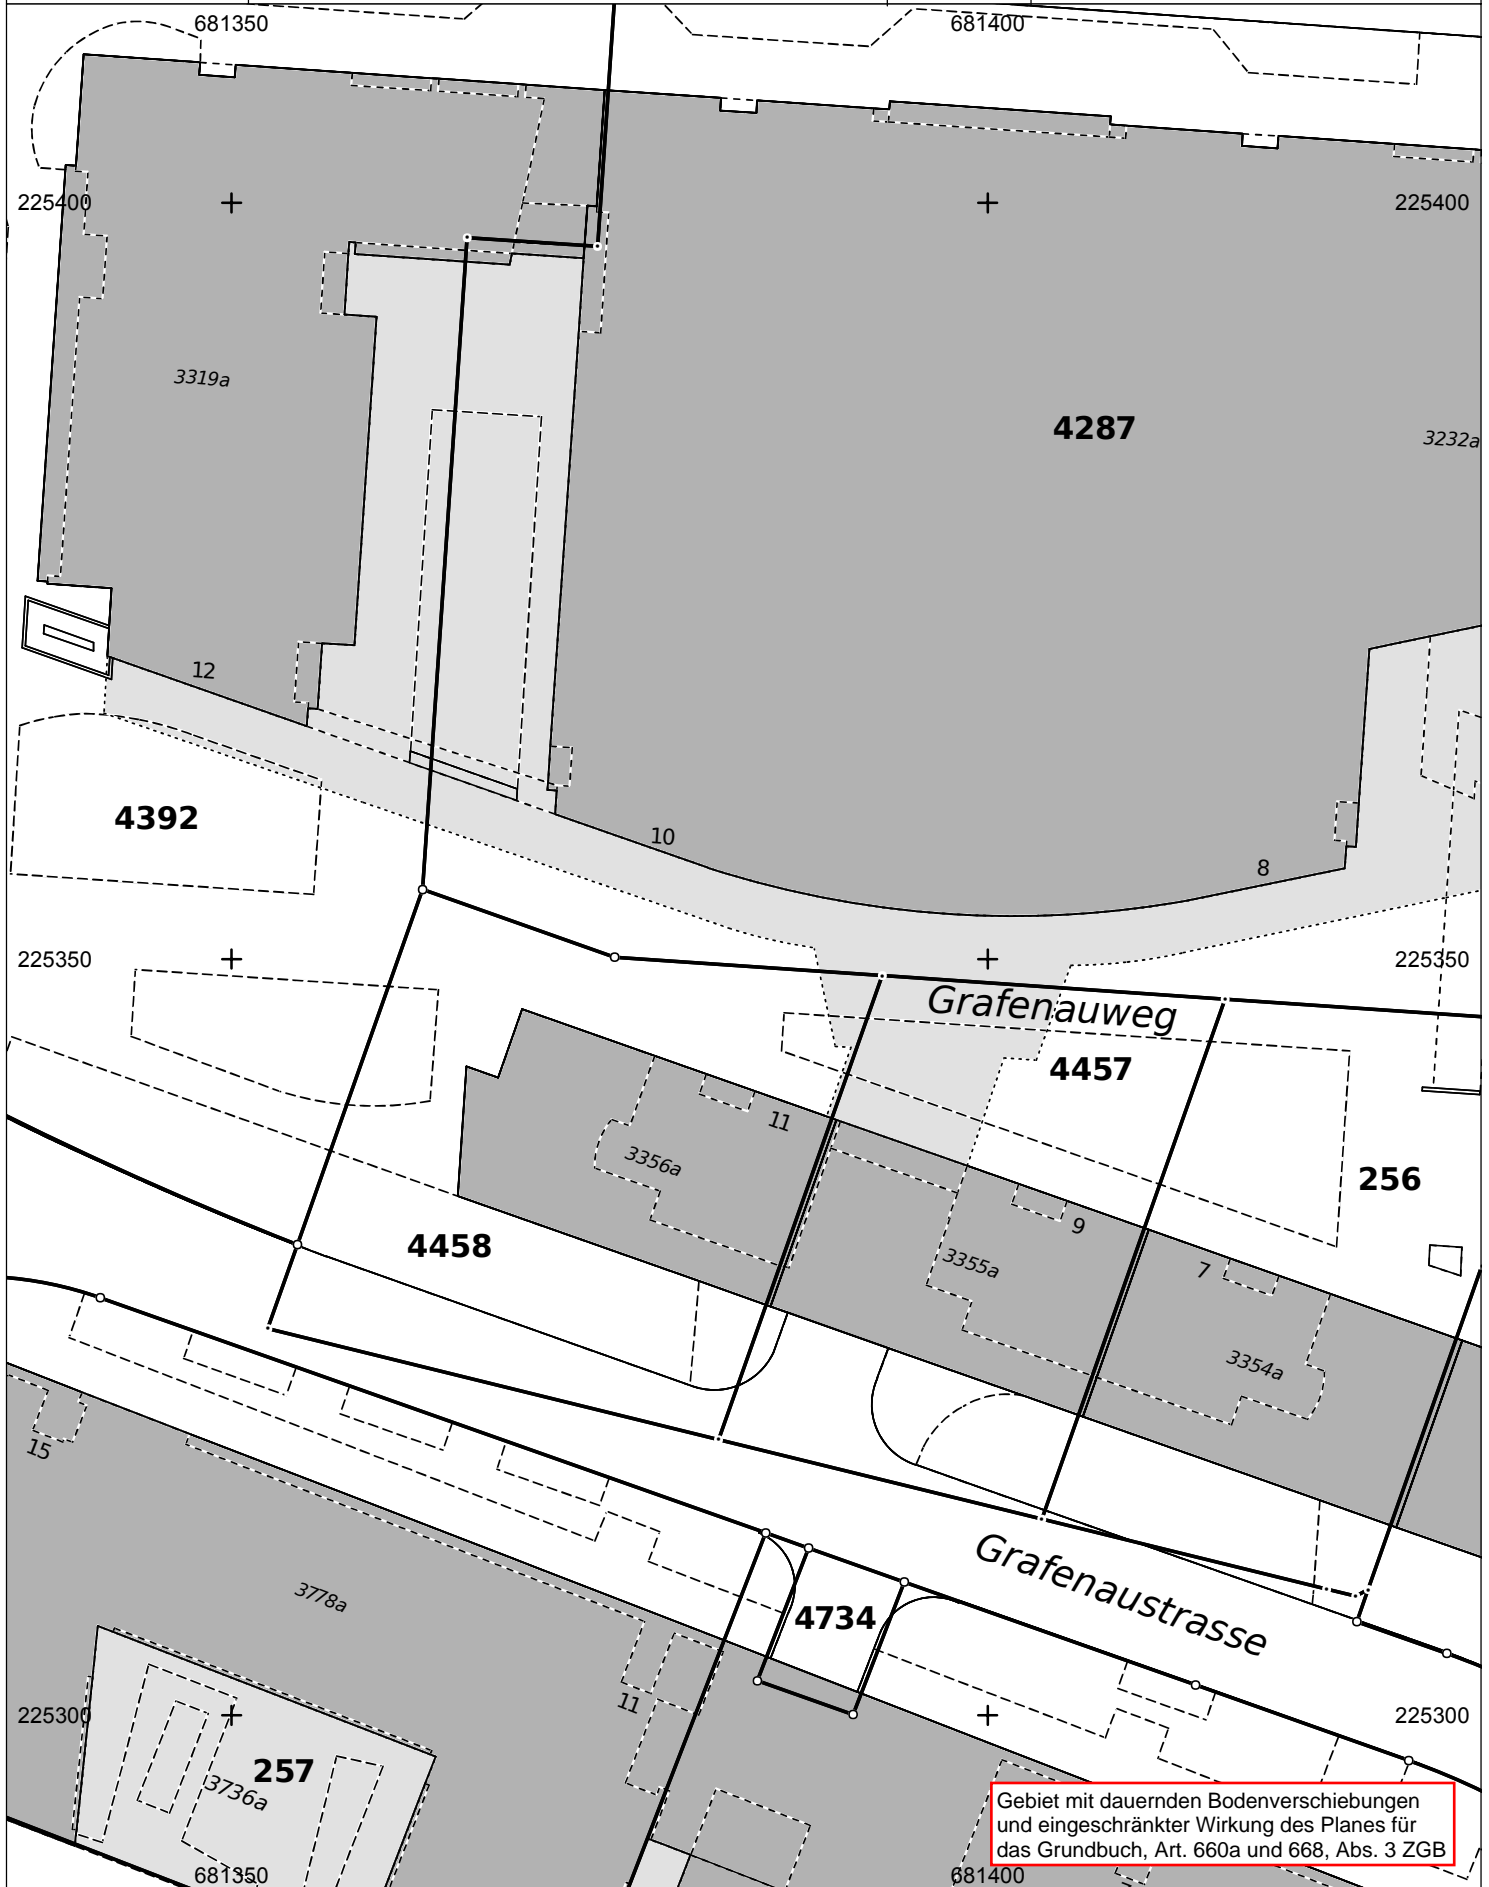 681350
681400
225400
225400
3319a
4287
3232a
12
4392
10
8
225350
225350
Grafenauweg
4457
11
3356a
256
4458
9
3355a
7
3354a
15
Grafenaustrasse
3778a
4734
11
225300
225300
257
3736a
Gebiet mit dauernden Bodenverschiebungen
und eingeschränkter Wirkung des Planes für
das Grundbuch, Art. 660a und 668, Abs. 3 ZGB
681350
681400